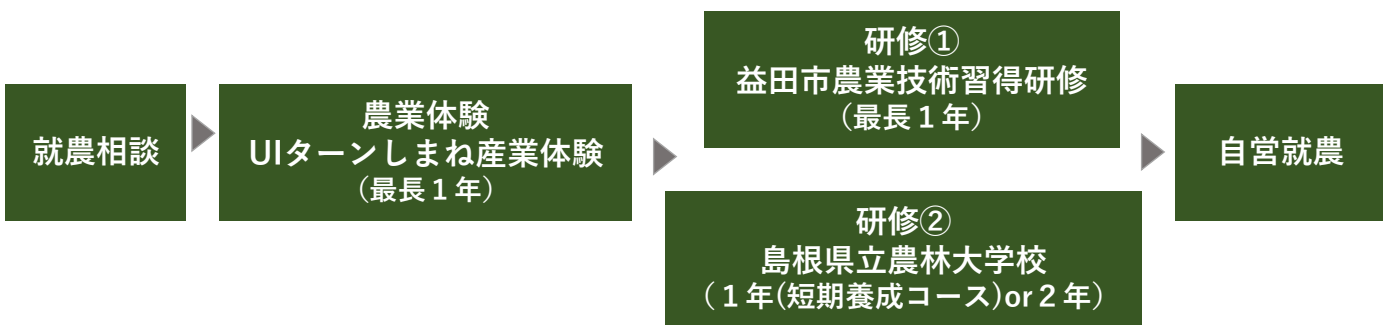 就農相談
農業体験
UIターンしまね産業体験
（最長１年）
研修①
益田市農業技術習得研修
（最長１年）
研修②
島根県立農林大学校
（１年(短期養成コース)or２年）
自営就農